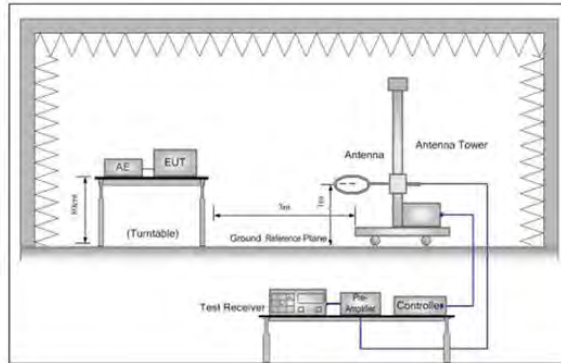 Antenna Tower
Antenna
AE
EUT
3m
1m
(Turntable)
Ground Reference Plane
Test Receiver
Pre-
Amplifier
Controller